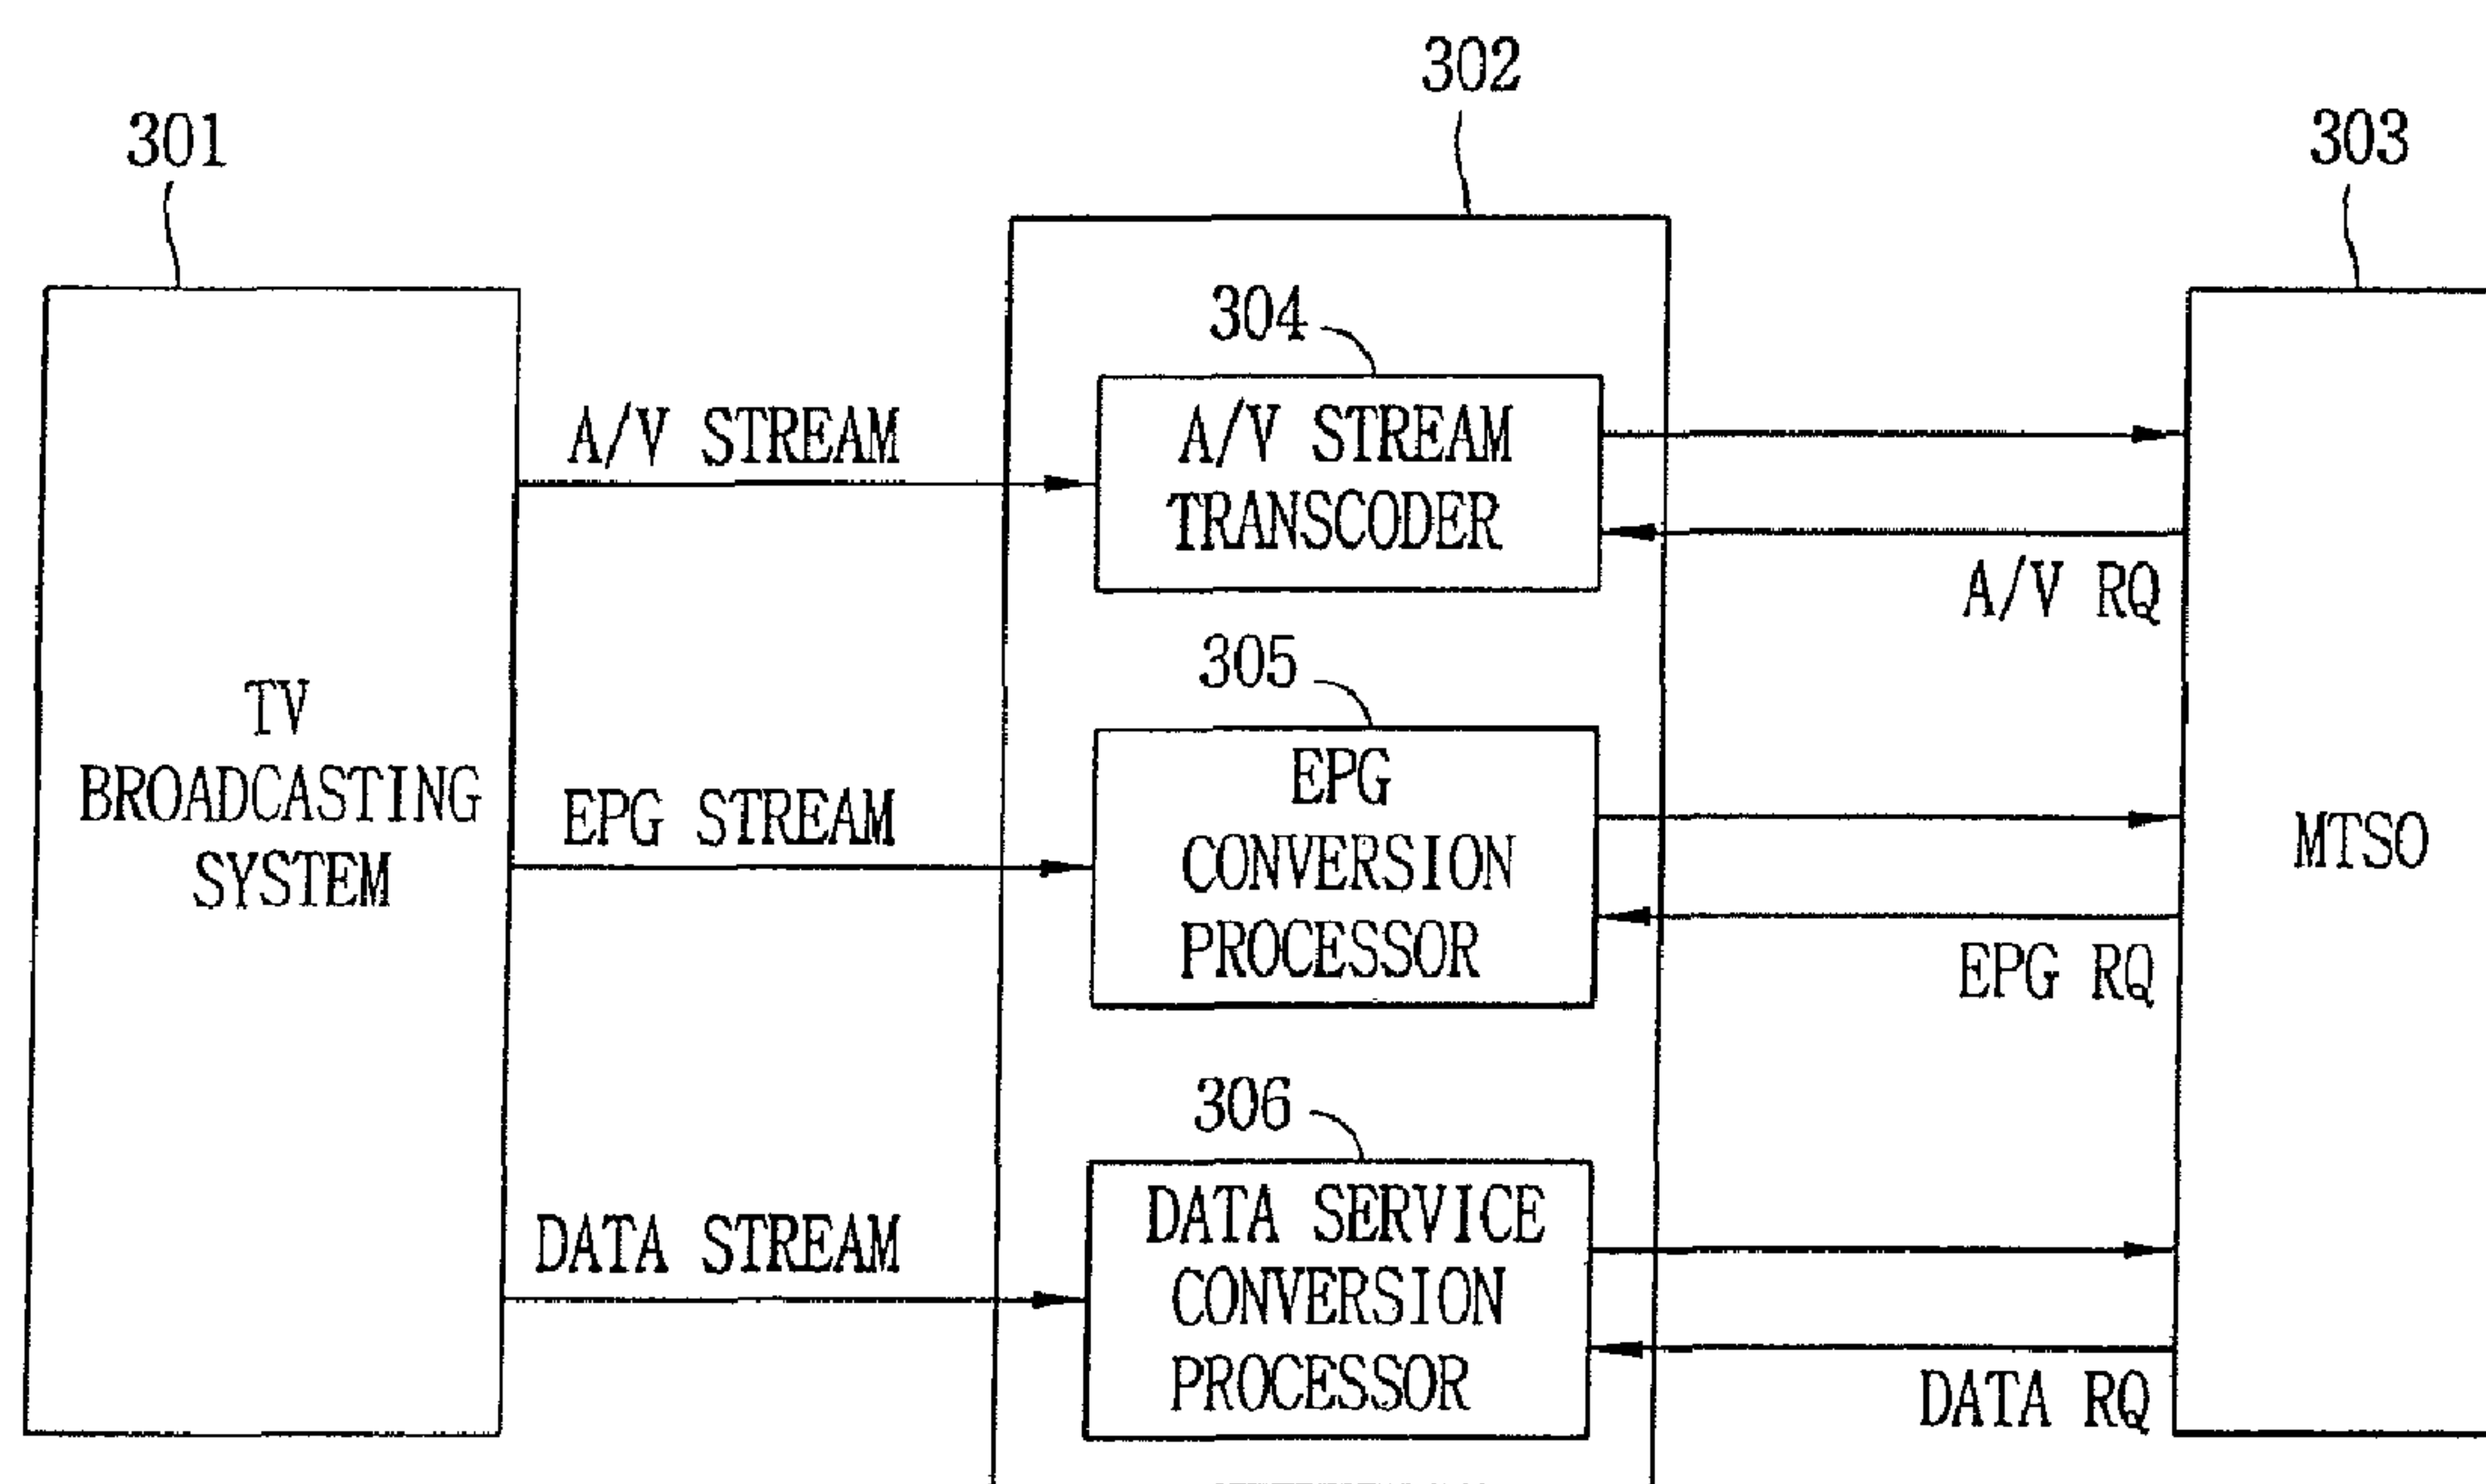 302
301
303
304
A/V STREAM
A/V STREAM
TRANSCODER
A/V RQ
305
TV
BROADCASTING
SYSTEM
EPG STREAM
EPG
CONVERSION
PROCESSOR
MTSO
EPG RQ
306
DATA STREAM
DATA SERVICE
CONVERSION
PROCESSOR
DATA RQ